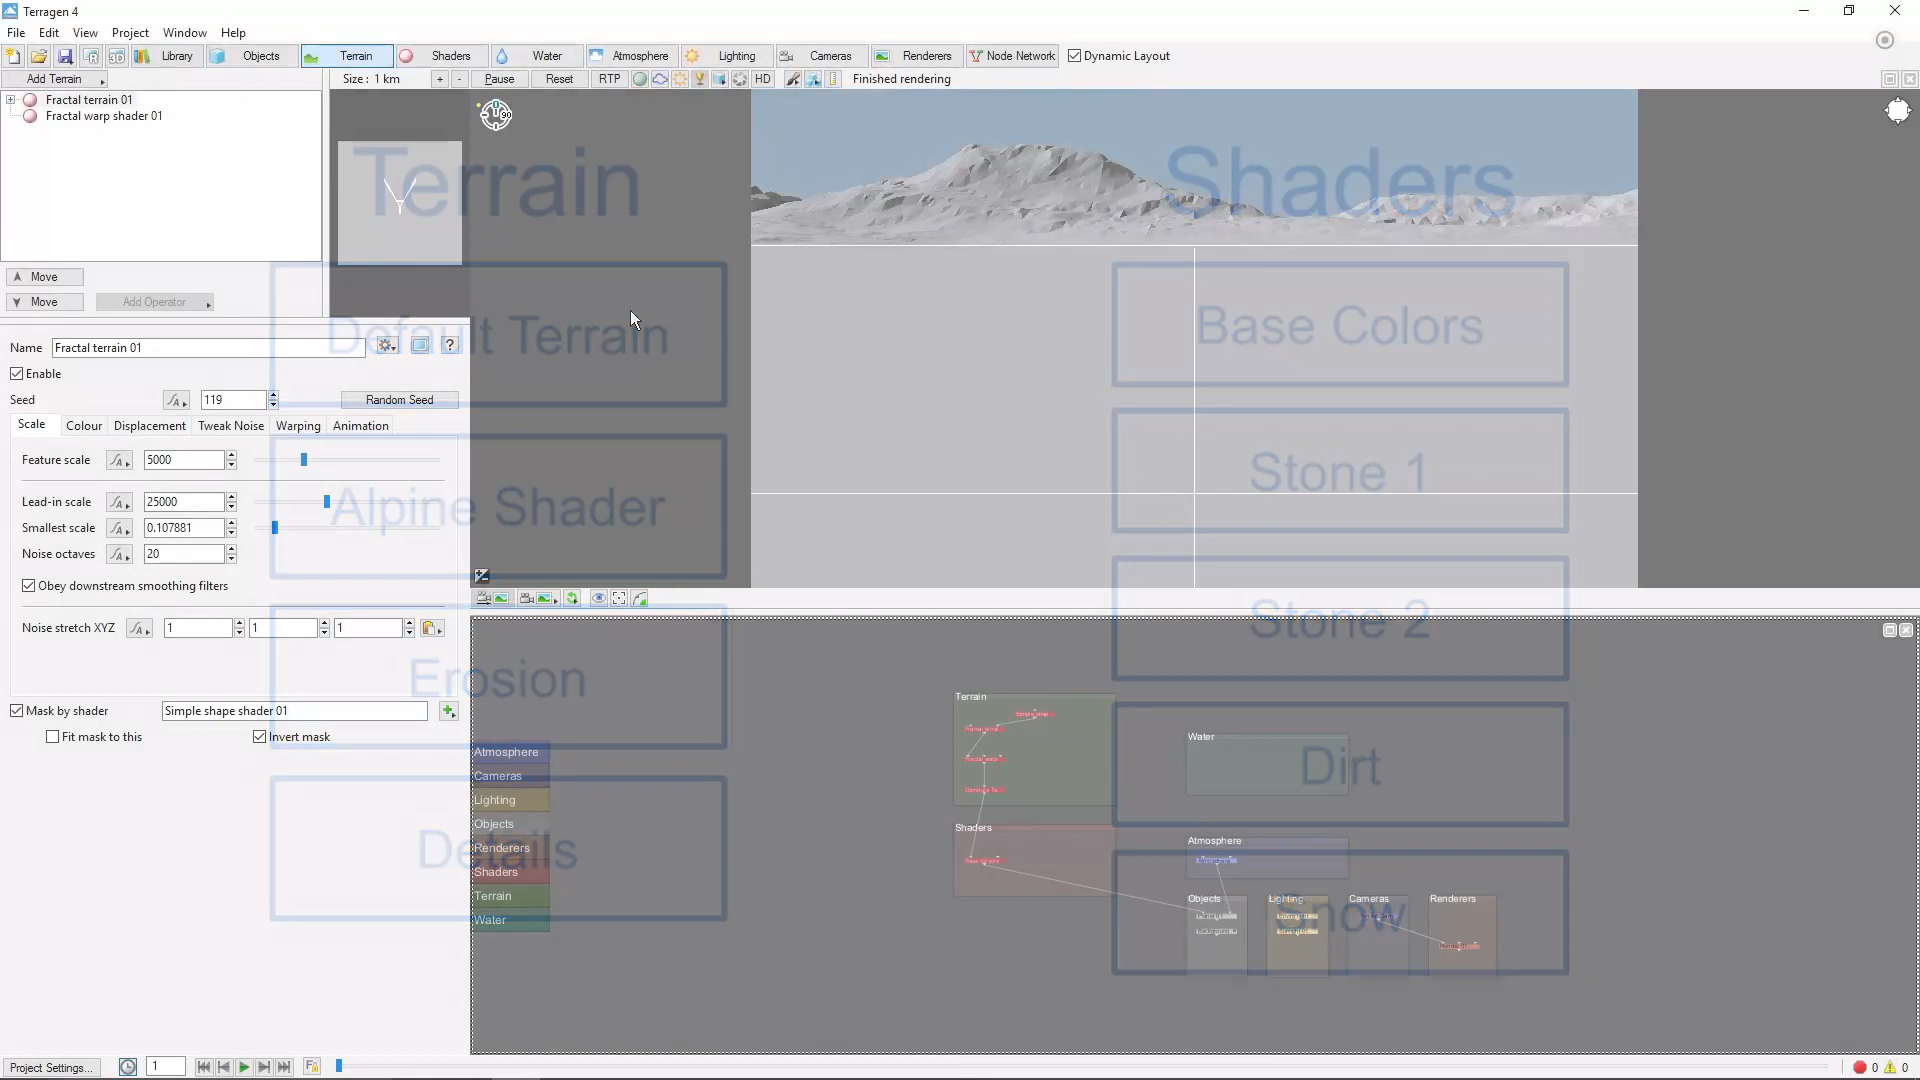 Terragen 4
File Edit View Project Window Help
Library Objects Terrain Shaders Water Atmosphere Lighting Cameras Renderers Node Network Dynamic Layout
Add Terrain Size : 1 km + - Pause Reset RTP HD Finished rendering
Fractal terrain 01
Fractal warp shader 01
90
Move
Move Add Operator
Name Fractal terrain 01 ?
Enable
Seed 119 Random Seed
Scale Colour Displacement Tweak Noise Warping Animation
Feature scale 5000
Lead-in scale 25000
Smallest scale 0.107881
Noise octaves 20
Obey downstream smoothing filters
Noise stretch XYZ 1 1 1
Mask by shader Simple shape shader 01
Fit mask to this Invert mask
Terrain
Default Terrain
Alpine Shader
Erosion
Details
Shaders
Base Colors
Stone 1
Stone 2
Dirt
Snow
Atmosphere
Cameras
Lighting
Objects
Renderers
Shaders
Terrain
Water
Terrain
Shaders
Water
Atmosphere
Objects Lighting Cameras Renderers
Project Settings... 1 0 0